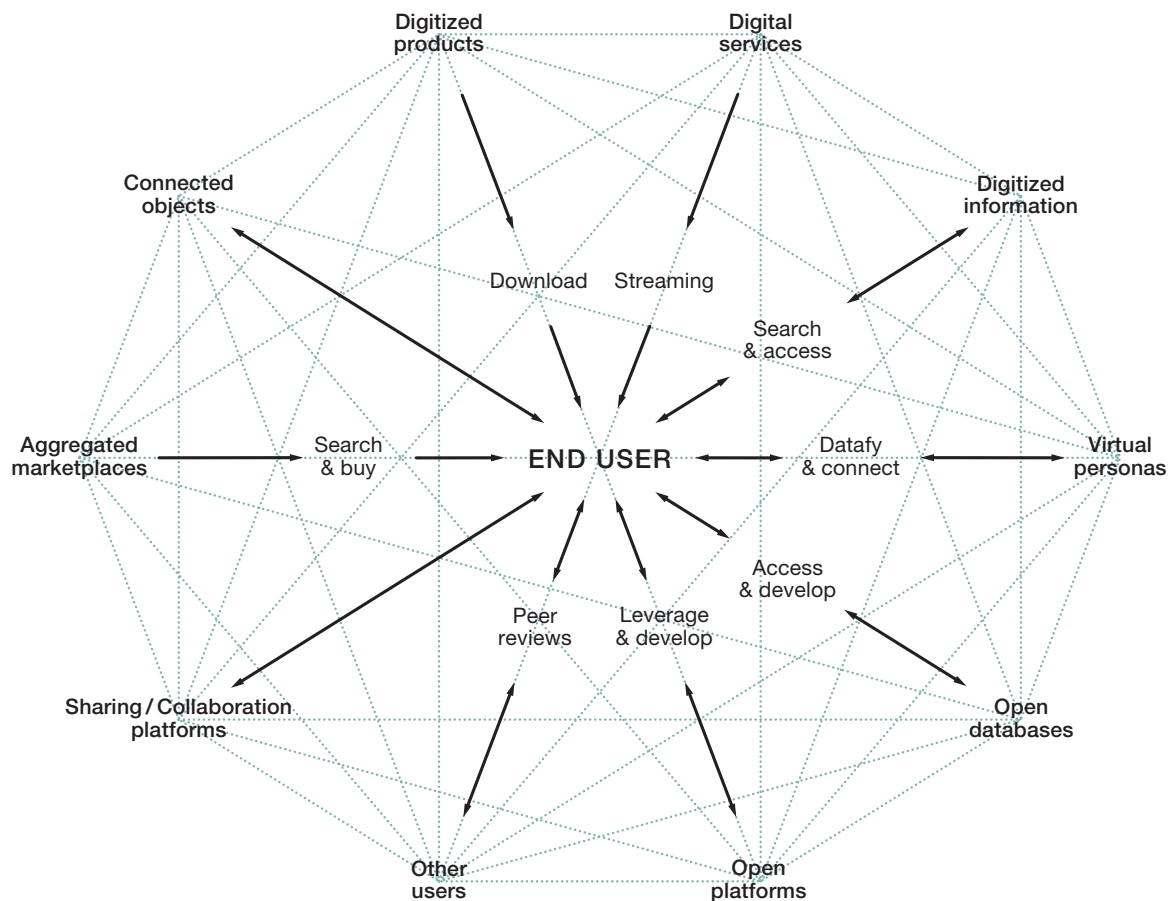 Digitized
products
Digital
services
Connected
objects
Digitized
information
Download
Streaming
Search
& access
Aggregated
marketplaces
Search
& buy
END USER
Datafy
& connect
Virtual
personas
Access
& develop
Peer
reviews
Leverage
& develop
Sharing / Collaboration
platforms
Open
databases
Other
users
Open
platforms